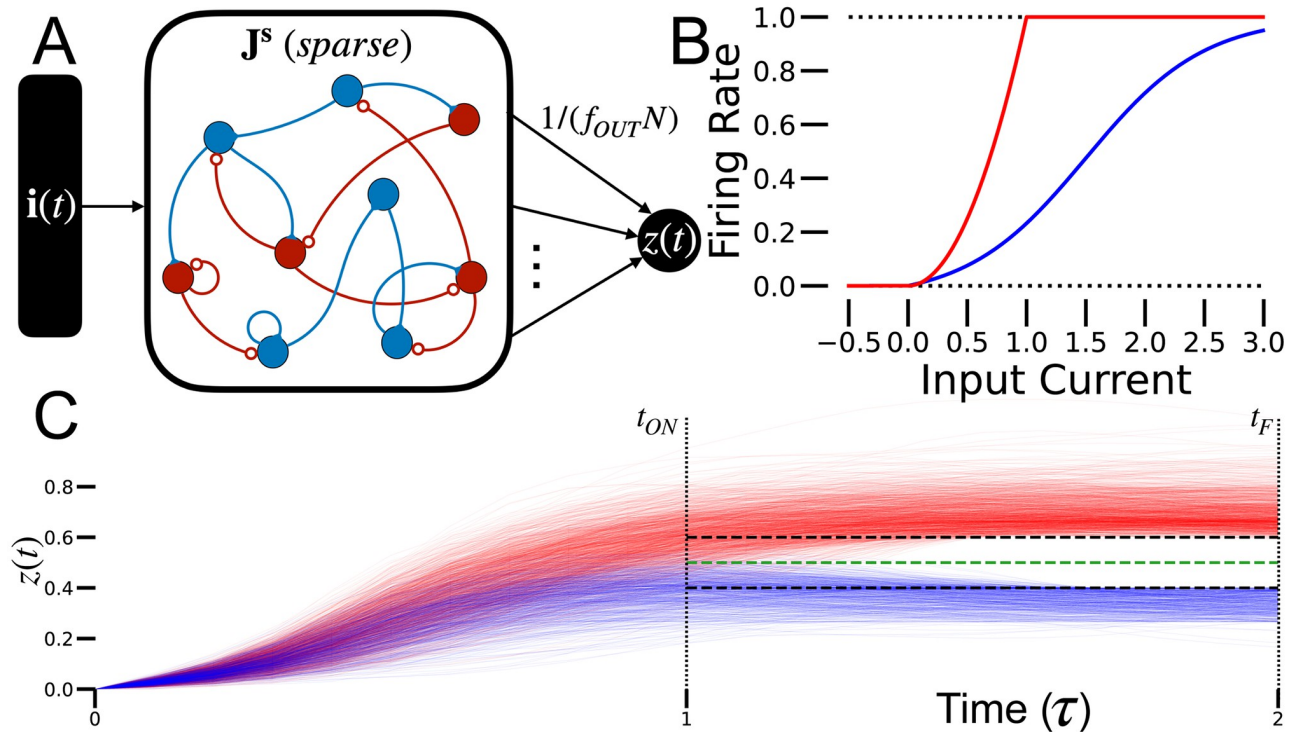 A
J^s (sparse)
i(t)
1/(f_OUT N)
z(t)
⋮
B
Firing Rate
1.0
0.8
0.6
0.4
0.2
0.0
−0.5 0.0 0.5 1.0 1.5 2.0 2.5 3.0
Input Current
C
t_ON
t_F
z(t)
0.8
0.6
0.4
0.2
0.0
0 1 2
Time (τ)